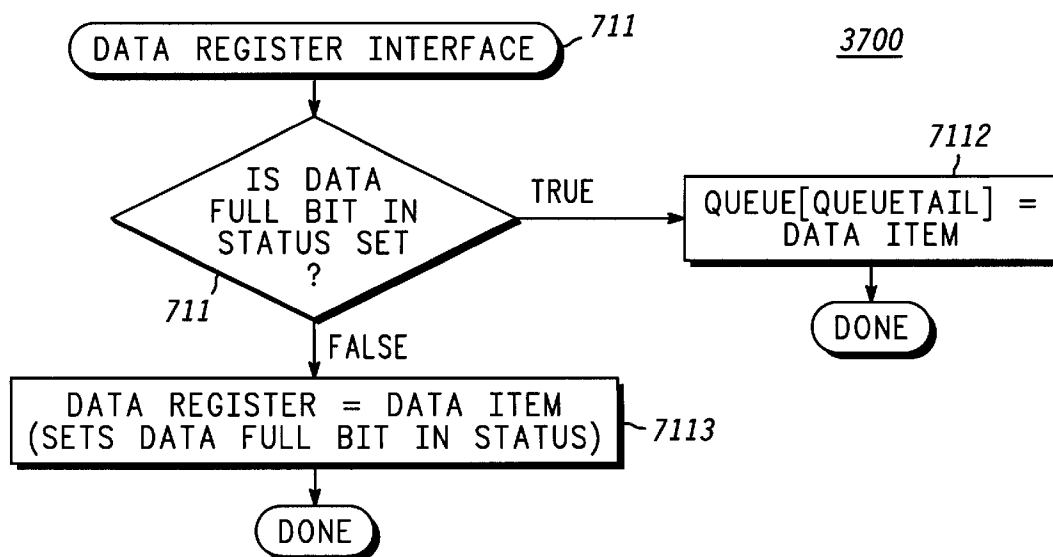 DATA REGISTER INTERFACE
711
3700
IS DATA
FULL BIT IN
STATUS SET
?
711
TRUE
7112
QUEUE[QUEUETAIL] =
DATA ITEM
DONE
FALSE
DATA REGISTER = DATA ITEM
(SETS DATA FULL BIT IN STATUS)
7113
DONE